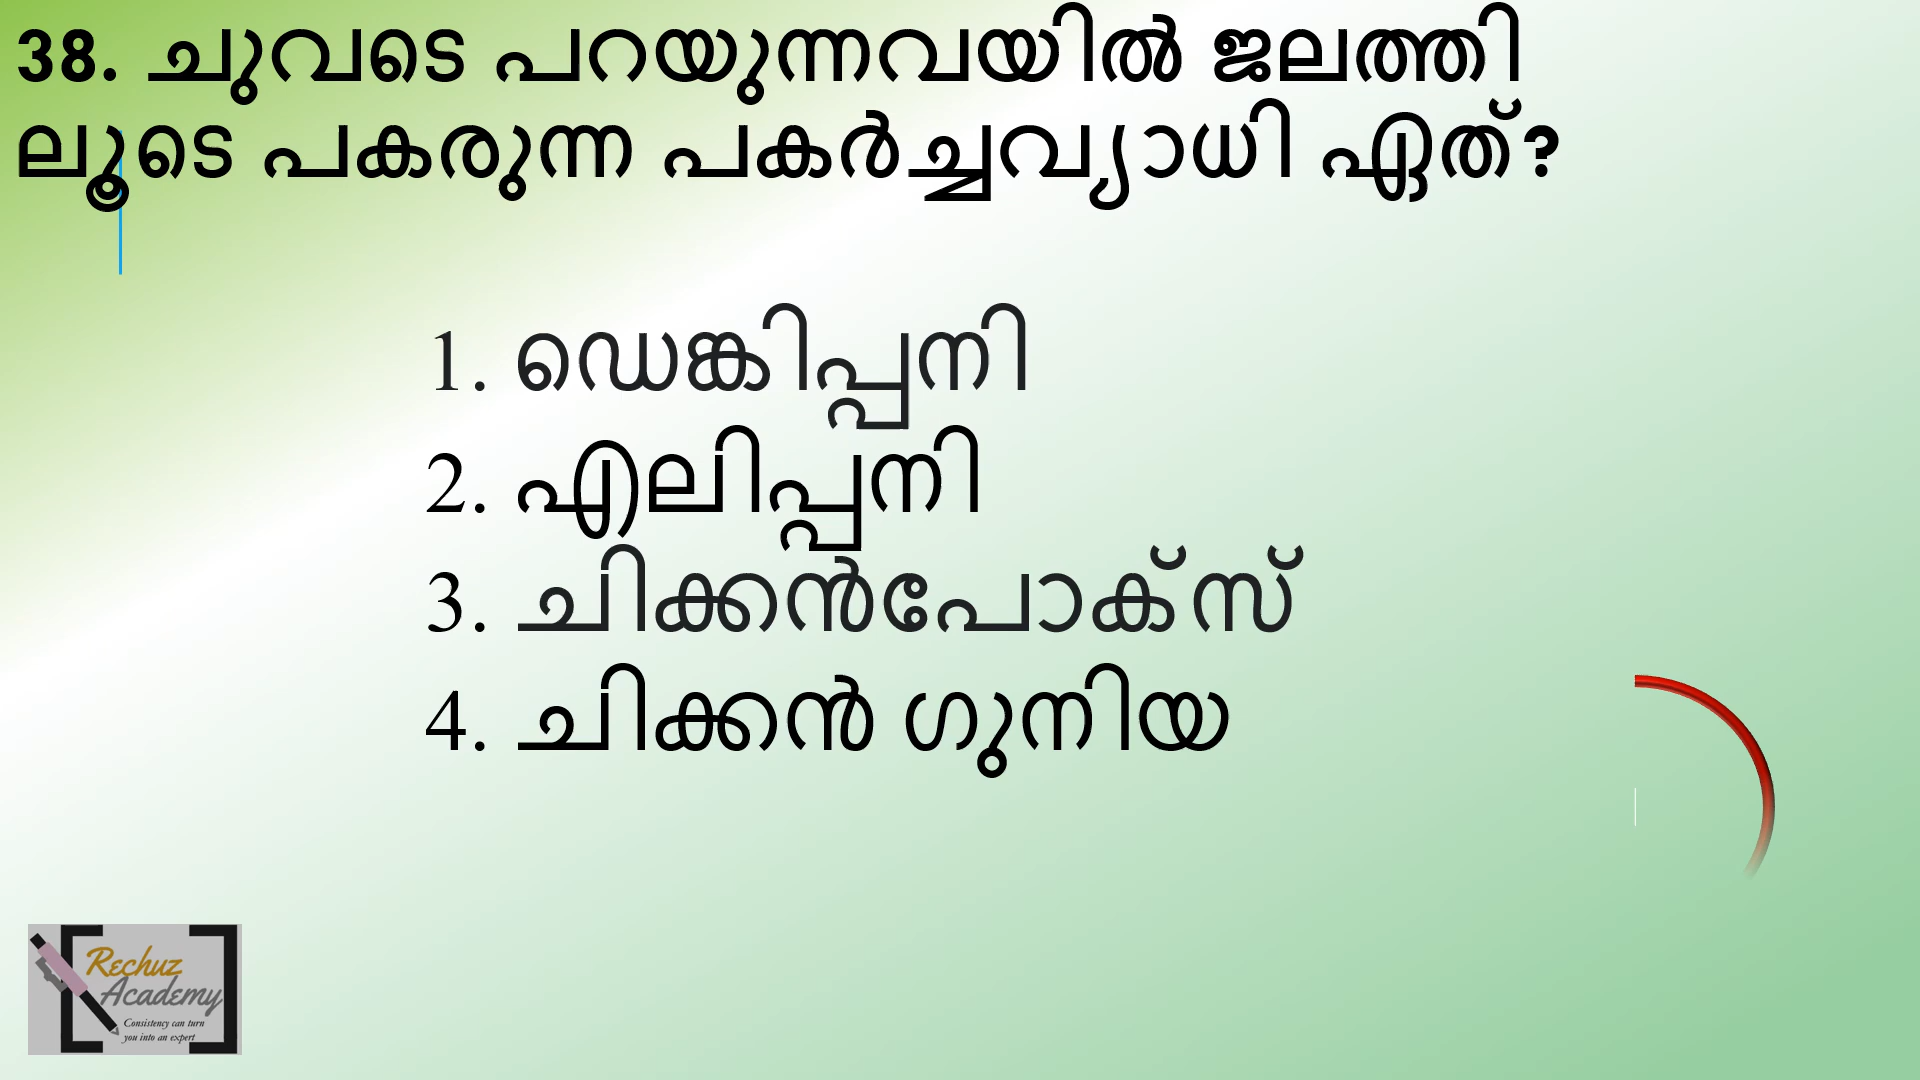 38. ചുവടെ പറയുന്നവയിൽ ജലത്തി
ലൂടെ പകരുന്ന പകർച്ചവ്യാധി ഏത്?
1. ഡെങ്കിപ്പനി
2. എലിപ്പനി
3. ചിക്കൻപോക്സ്
4. ചിക്കൻ ഗുനിയ
Rechuz
Academy
Consistency can turn
you into an expert